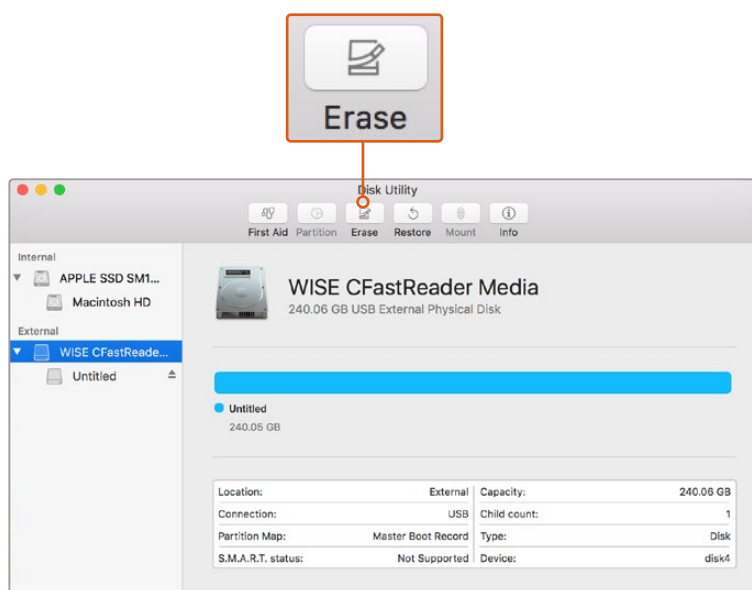 Erase
Disk Utility
First Aid Partition Erase Restore Mount Info
Internal
APPLE SSD SM1...
Macintosh HD
External
WISE CFastReade...
Untitled
WISE CFastReader Media
240.06 GB USB External Physical Disk
Untitled
240.05 GB
Location: External Capacity: 240.06 GB
Connection: USB Child count: 1
Partition Map: Master Boot Record Type: Disk
S.M.A.R.T. status: Not Supported Device: disk4